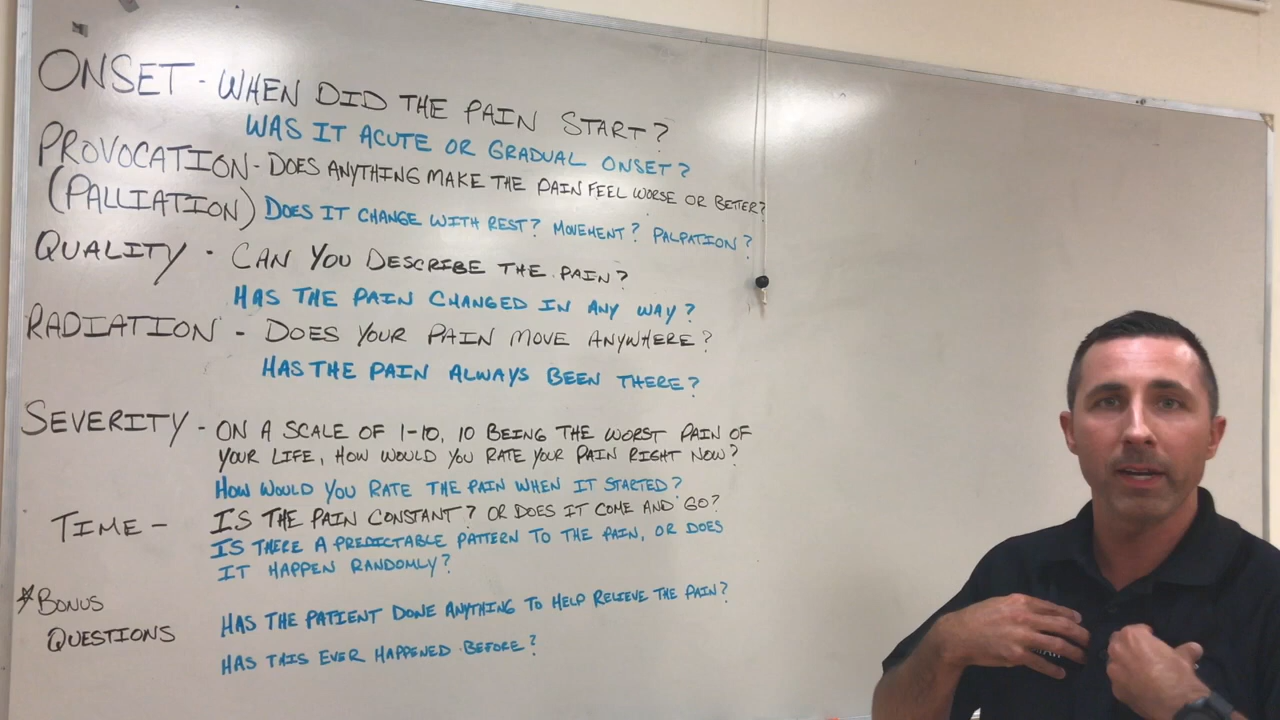 ONSET - WHEN DID THE PAIN START?
WAS IT ACUTE OR GRADUAL ONSET?
PROVOCATION - DOES ANYTHING MAKE THE PAIN FEEL WORSE OR BETTER?
(PALLIATION) DOES IT CHANGE WITH REST? MOVEMENT? PALPATION?
QUALITY - CAN YOU DESCRIBE THE PAIN?
HAS THE PAIN CHANGED IN ANY WAY?
RADIATION - DOES YOUR PAIN MOVE ANYWHERE?
HAS THE PAIN ALWAYS BEEN THERE?
SEVERITY - ON A SCALE OF 1-10, 10 BEING THE WORST PAIN OF
YOUR LIFE, HOW WOULD YOU RATE YOUR PAIN RIGHT NOW?
HOW WOULD YOU RATE THE PAIN WHEN IT STARTED?
TIME - IS THE PAIN CONSTANT? OR DOES IT COME AND GO?
IS THERE A PREDICTABLE PATTERN TO THE PAIN, OR DOES
IT HAPPEN RANDOMLY?
*BONUS
QUESTIONS
HAS THE PATIENT DONE ANYTHING TO HELP RELIEVE THE PAIN?
HAS THIS EVER HAPPENED BEFORE?